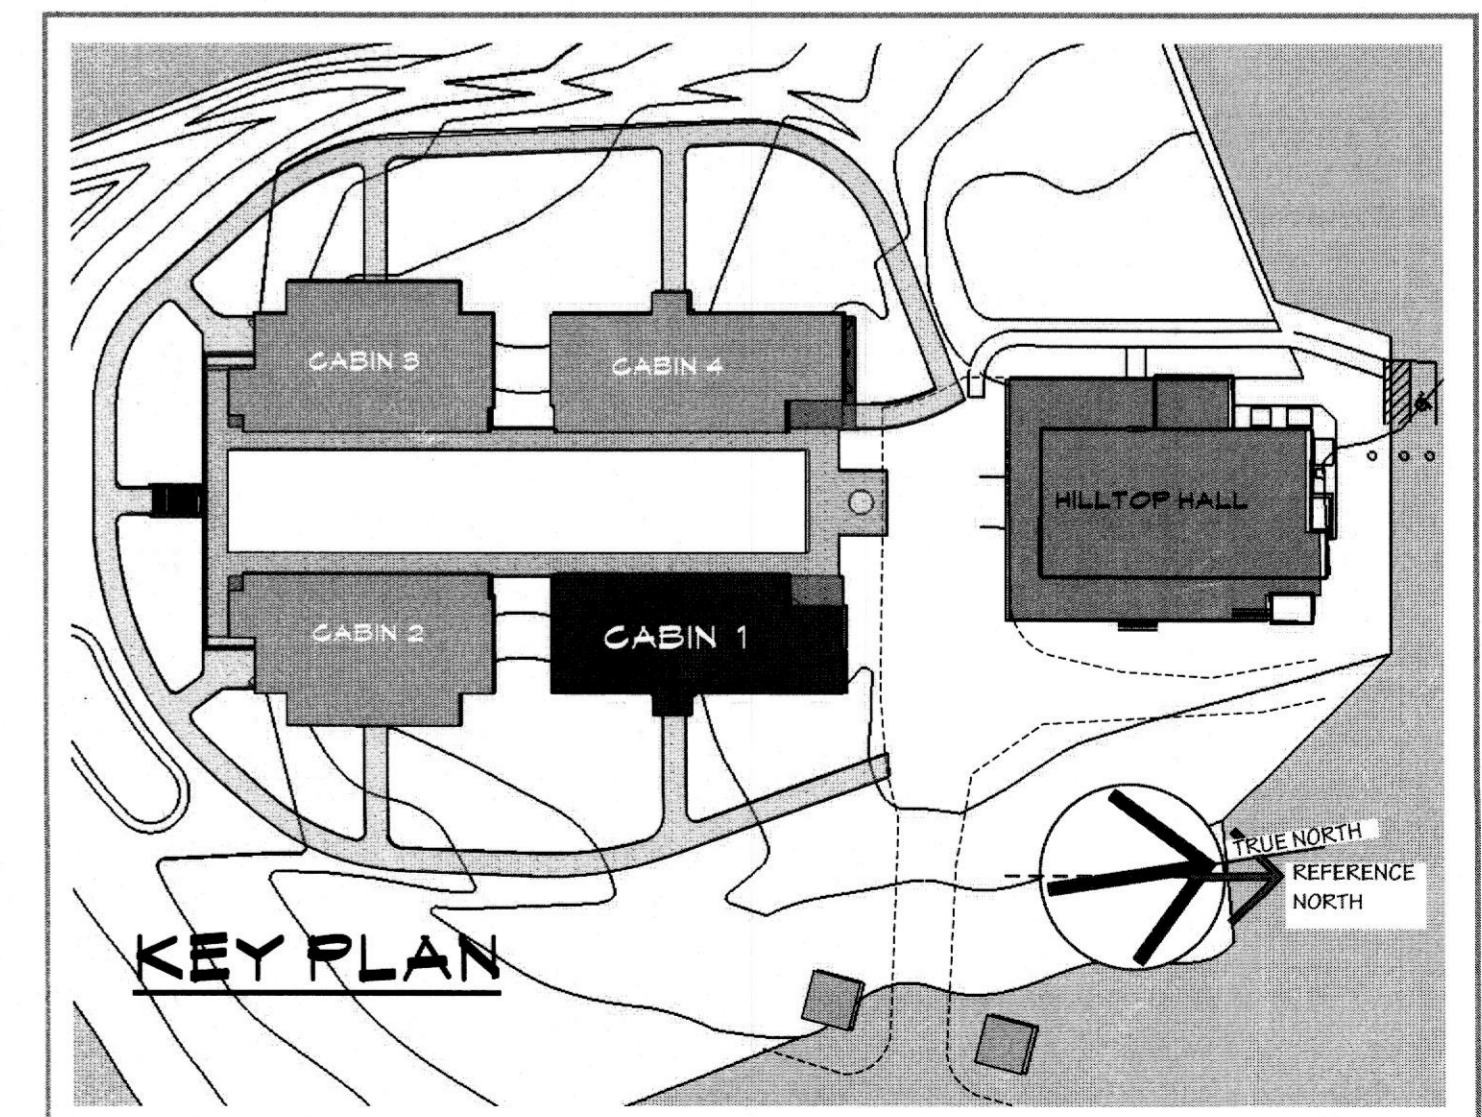 CABIN 3
CABIN 4
HILLTOP HALL
CABIN 2
CABIN 1
TRUE NORTH
REFERENCE
NORTH
KEY PLAN